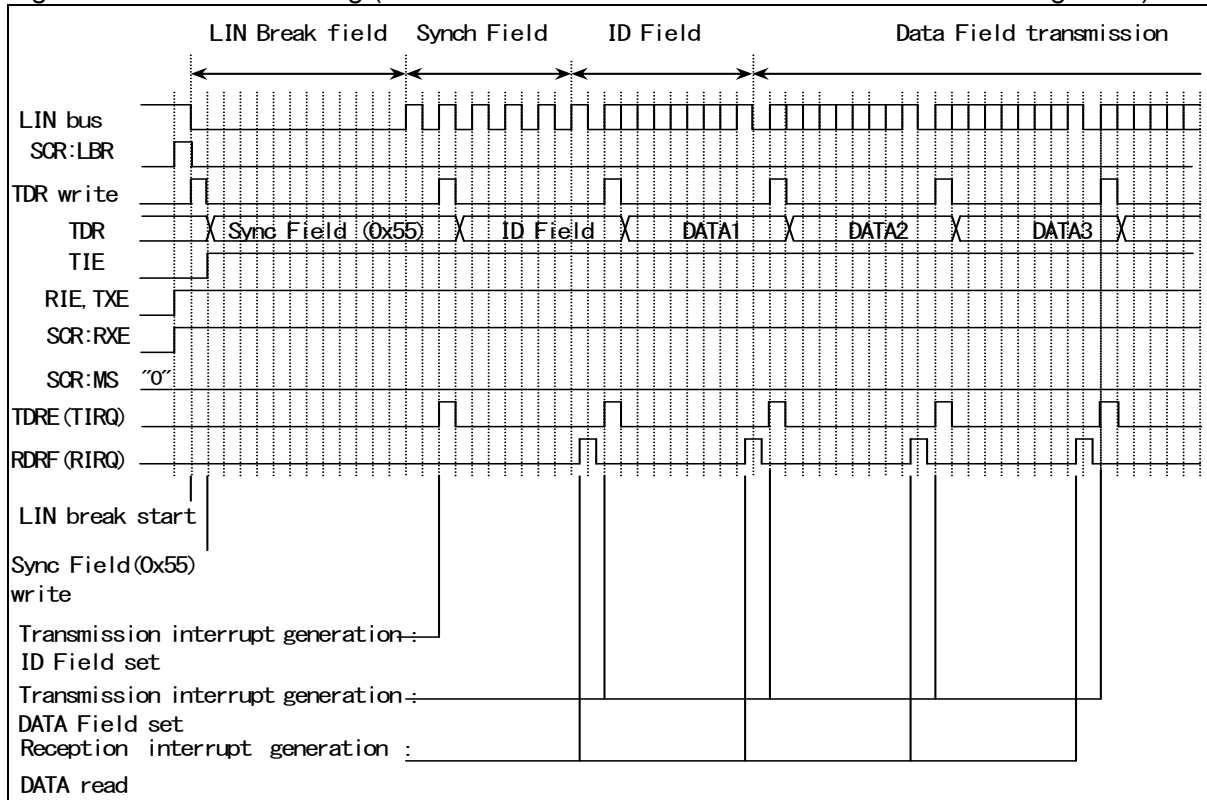 LIN Break field Synch Field ID Field Data Field transmission
LIN bus
SCR:LBR
TDR write
TDR Sync Field (0x55) ID Field DATA1 DATA2 DATA3
TIE
RIE,TXE
SCR:RXE
SCR:MS "0"
TDRE(TIRQ)
RDRF(RIRQ)
LIN break start
Sync Field(0x55)
write
Transmission interrupt generation :
ID Field set
Transmission interrupt generation :
DATA Field set
Reception interrupt generation :
DATA read